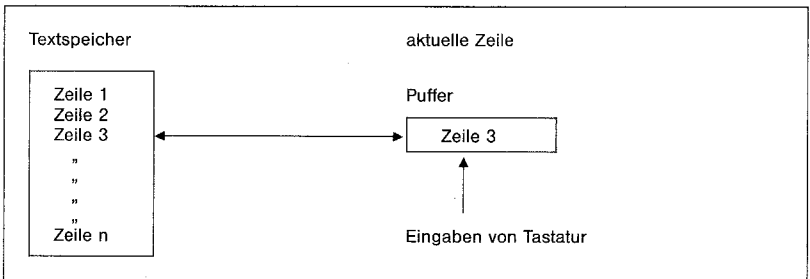 Textspeicher
aktuelle Zeile
Zeile 1
Zeile 2
Zeile 3
„
„
„
„
Zeile n
Puffer
Zeile 3
Eingaben von Tastatur